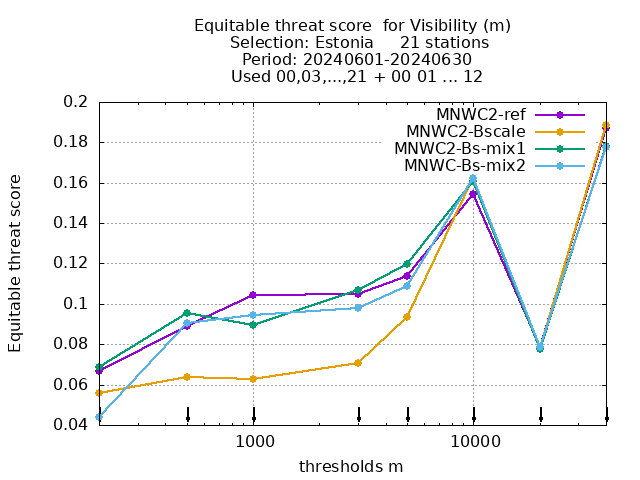 Equitable threat score  for Visibility (m)
Selection: Estonia     21 stations
Period: 20240601-20240630
Used 00,03,...,21 + 00 01 ... 12
MNWC2-ref
MNWC2-Bscale
MNWC2-Bs-mix1
MNWC-Bs-mix2
Equitable threat score
0.2
0.18
0.16
0.14
0.12
0.1
0.08
0.06
0.04
1000
10000
thresholds m